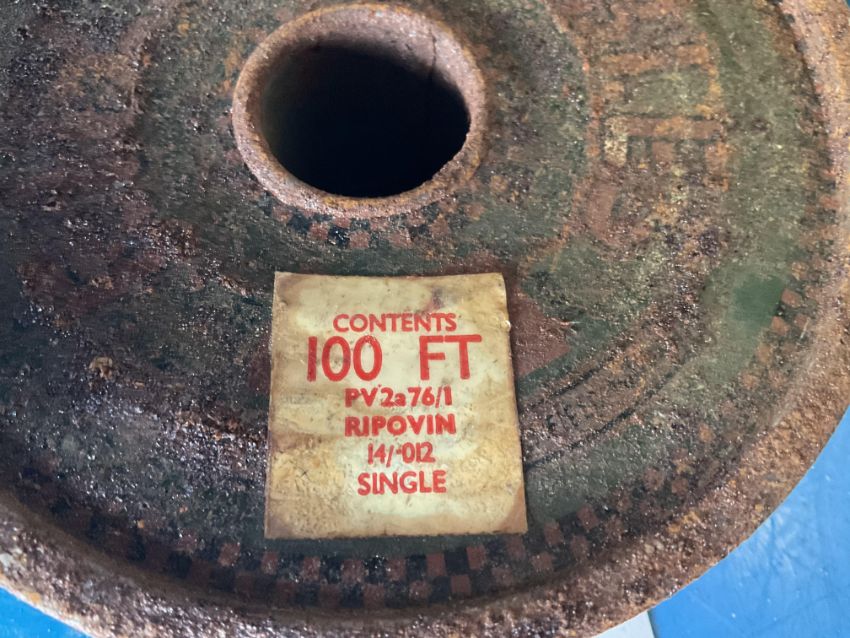 CONTENTS
100 FT
PV2a76/1
RIPOVIN
14/·012
SINGLE